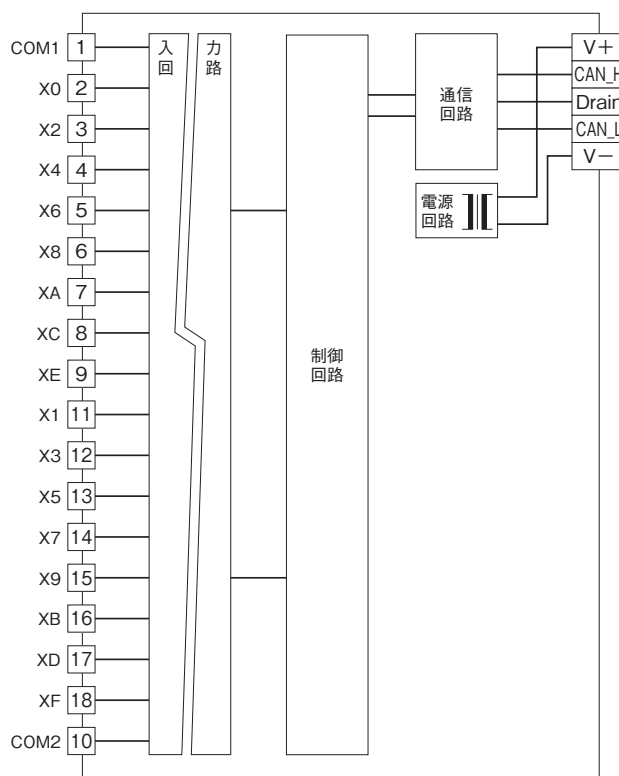 COM1 1
X0 2
X2 3
X4 4
X6 5
X8 6
XA 7
XC 8
XE 9
X1 11
X3 12
X5 13
X7 14
X9 15
XB 16
XD 17
XF 18
COM2 10
入 力
回 路
制御
回路
通信
回路
電源
回路
V+
CAN_H
Drain
CAN_L
V−